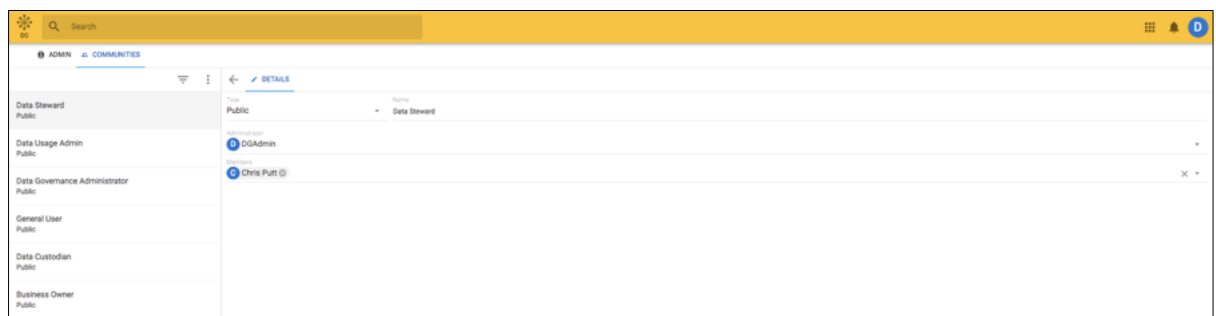 DG
Search
D
ADMIN COMMUNITIES
DETAILS
Data Steward
Public
Data Usage Admin
Public
Data Governance Administrator
Public
General User
Public
Data Custodian
Public
Business Owner
Public
Type
Public
Name
Data Steward
Administrator
D DGAdmin
Members
C Chris Putt